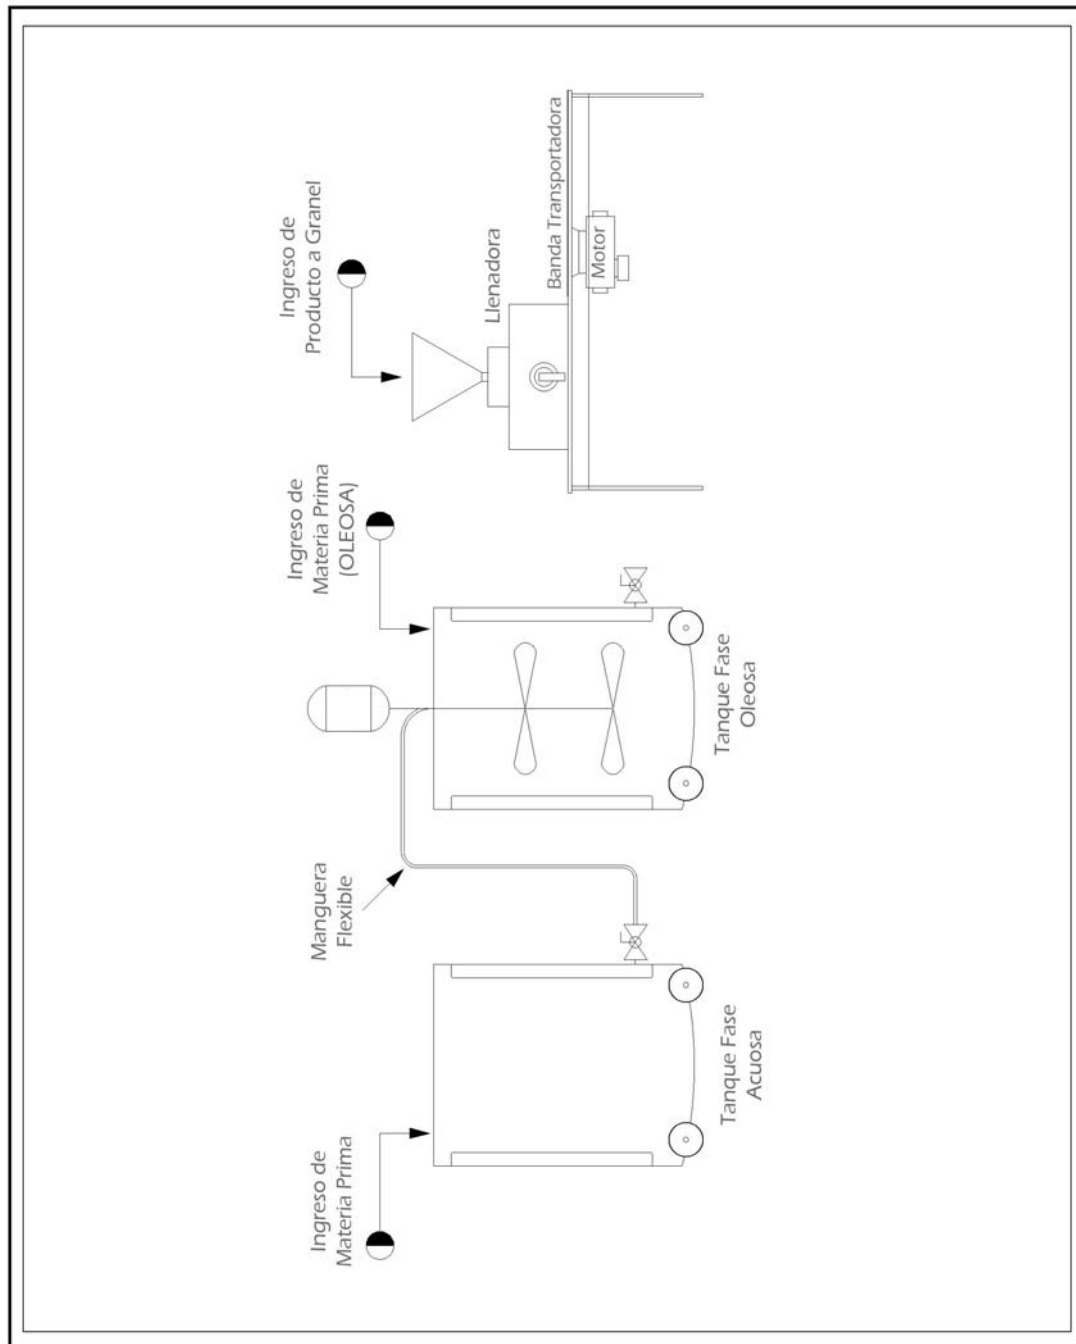 Ingreso de
Materia Prima
Tanque Fase
Acuosa
Manguera
Flexible
Ingreso de
Materia Prima
(OLEOSA)
Tanque Fase
Oleosa
Ingreso de
Producto a Granel
Llenadora
Banda Transportadora
Motor